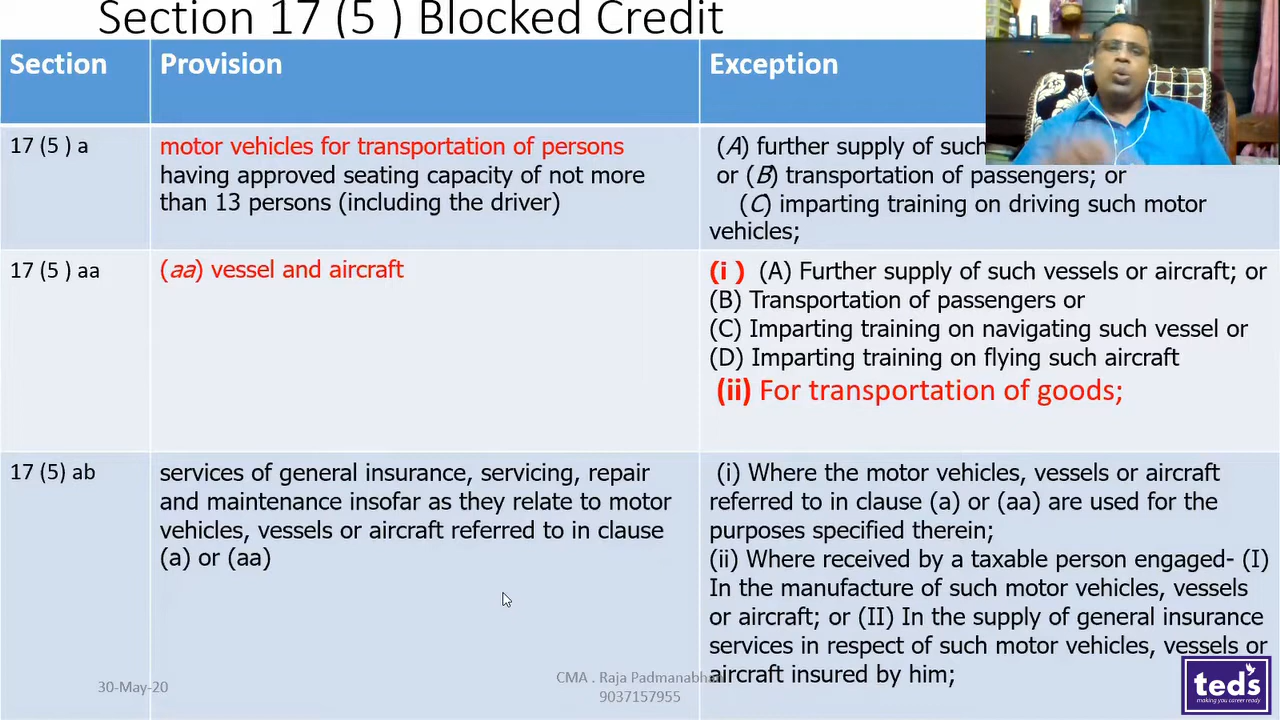 Section 17 (5 ) Blocked Credit
Section
Provision
Exception
17 (5 ) a
motor vehicles for transportation of persons
having approved seating capacity of not more
than 13 persons (including the driver)
(A) further supply of such
or (B) transportation of passengers; or
(C) imparting training on driving such motor
vehicles;
17 (5 ) aa
(aa) vessel and aircraft
(i ) (A) Further supply of such vessels or aircraft; or
(B) Transportation of passengers or
(C) Imparting training on navigating such vessel or
(D) Imparting training on flying such aircraft
(ii) For transportation of goods;
17 (5) ab
services of general insurance, servicing, repair
and maintenance insofar as they relate to motor
vehicles, vessels or aircraft referred to in clause
(a) or (aa)
(i) Where the motor vehicles, vessels or aircraft
referred to in clause (a) or (aa) are used for the
purposes specified therein;
(ii) Where received by a taxable person engaged- (I)
In the manufacture of such motor vehicles, vessels
or aircraft; or (II) In the supply of general insurance
services in respect of such motor vehicles, vessels or
aircraft insured by him;
30-May-20
CMA . Raja Padmanabhan
9037157955
ted's
making you career ready